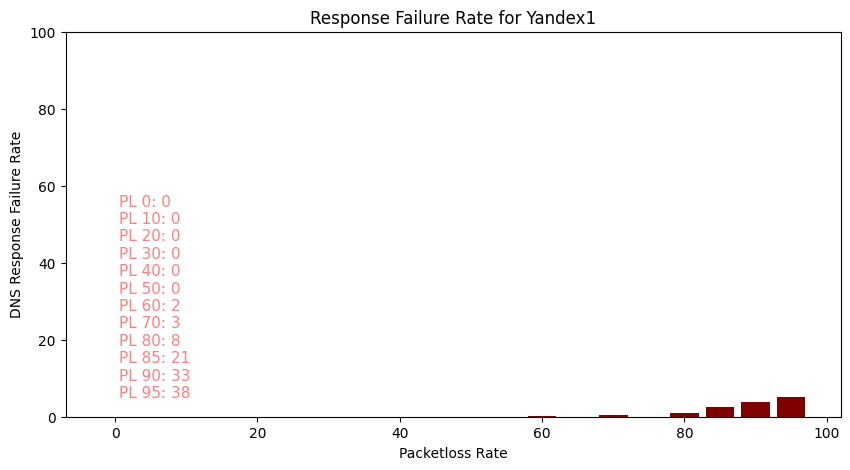 Response Failure Rate for Yandex1
100
80
60
40
20
0
DNS Response Failure Rate
PL 0: 0
PL 10: 0
PL 20: 0
PL 30: 0
PL 40: 0
PL 50: 0
PL 60: 2
PL 70: 3
PL 80: 8
PL 85: 21
PL 90: 33
PL 95: 38
0 20 40 60 80 100
Packetloss Rate